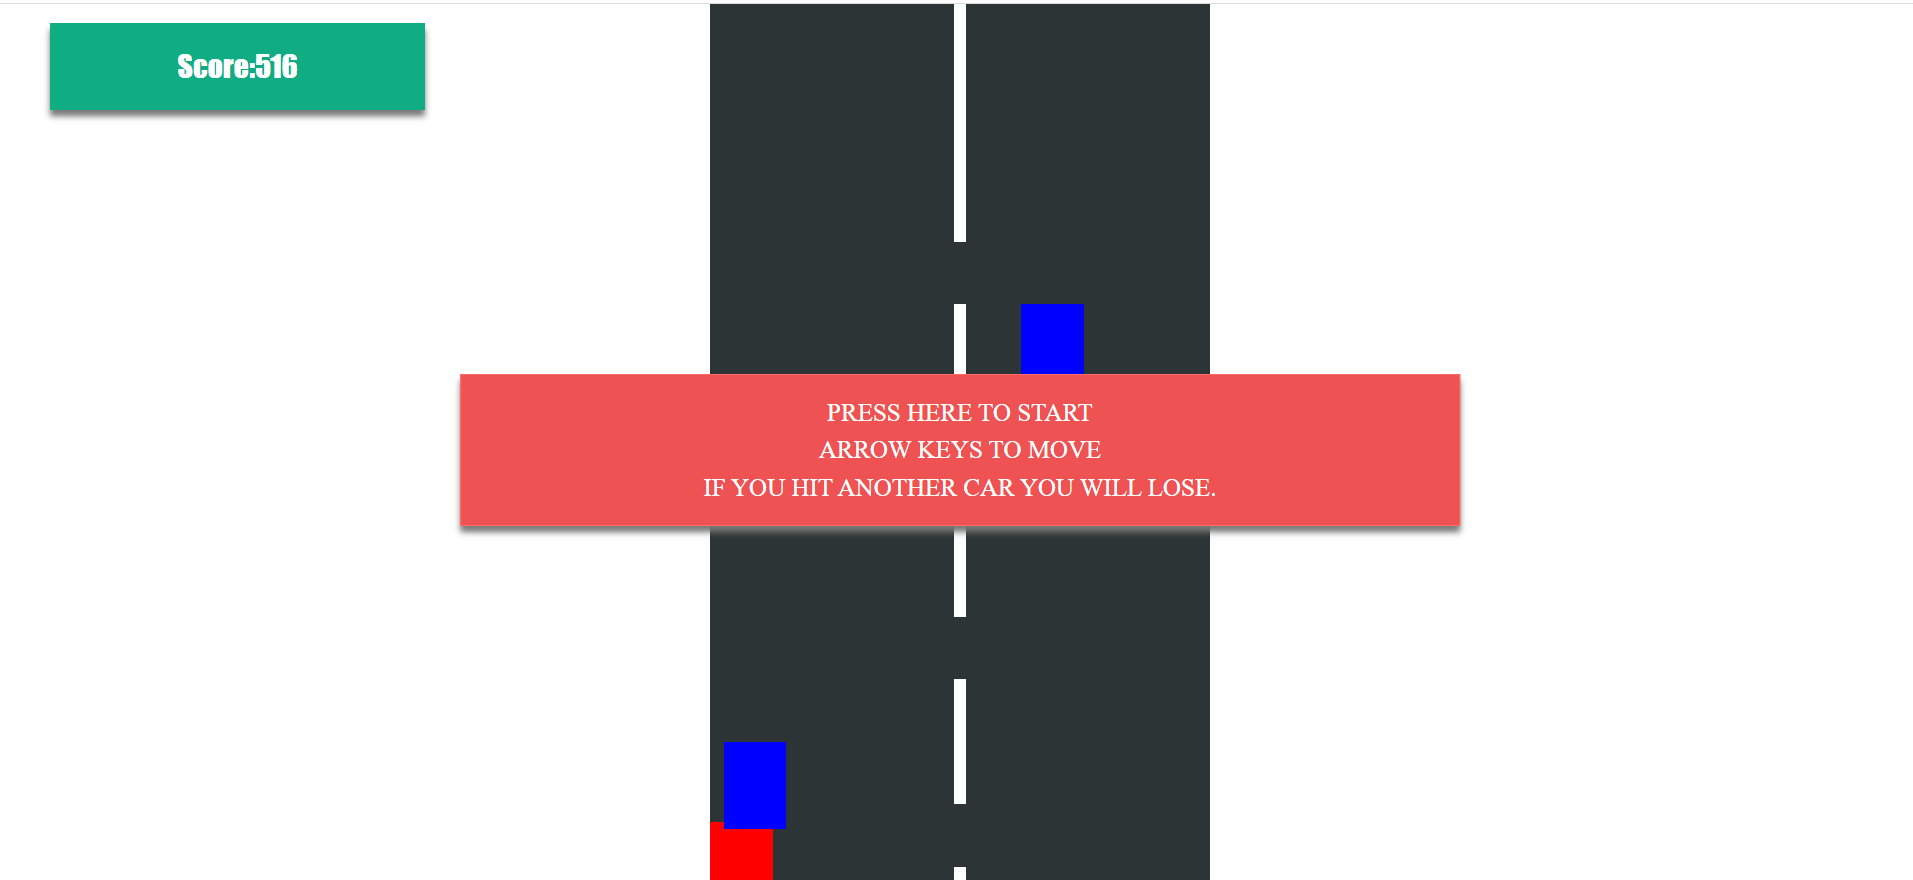 Score:516
PRESS HERE TO START
ARROW KEYS TO MOVE
IF YOU HIT ANOTHER CAR YOU WILL LOSE.